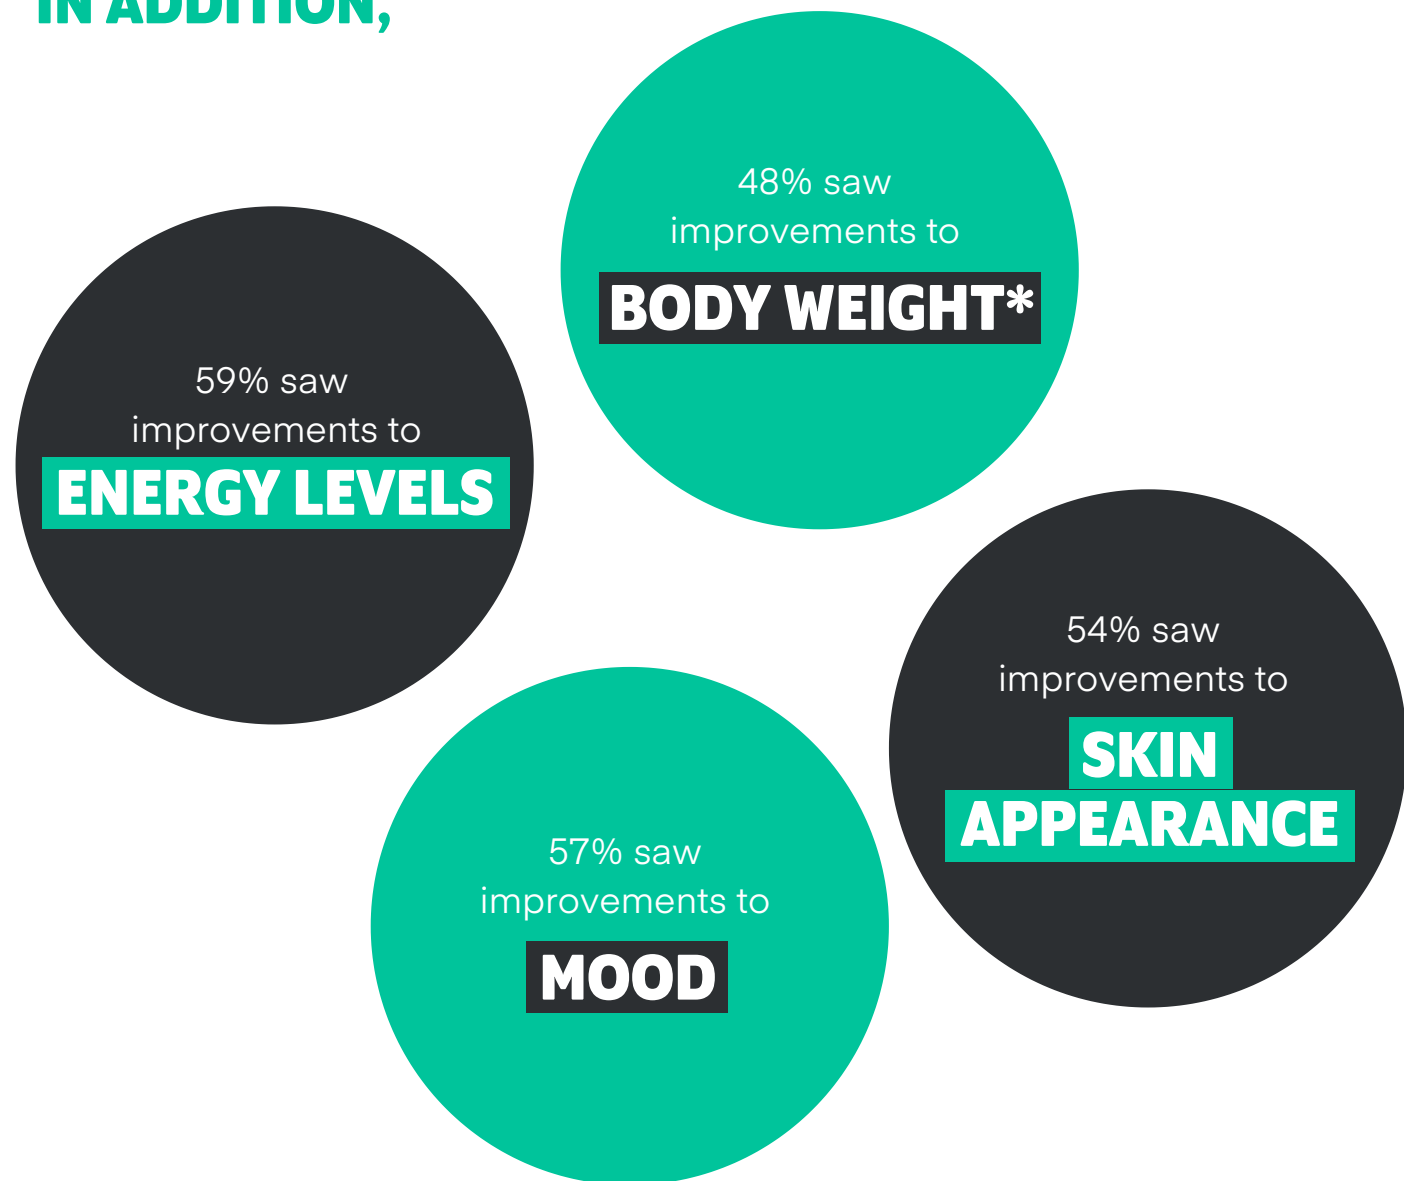 IN ADDITION,
48% saw
improvements to
BODY WEIGHT*
59% saw
improvements to
ENERGY LEVELS
54% saw
improvements to
SKIN
APPEARANCE
57% saw
improvements to
MOOD